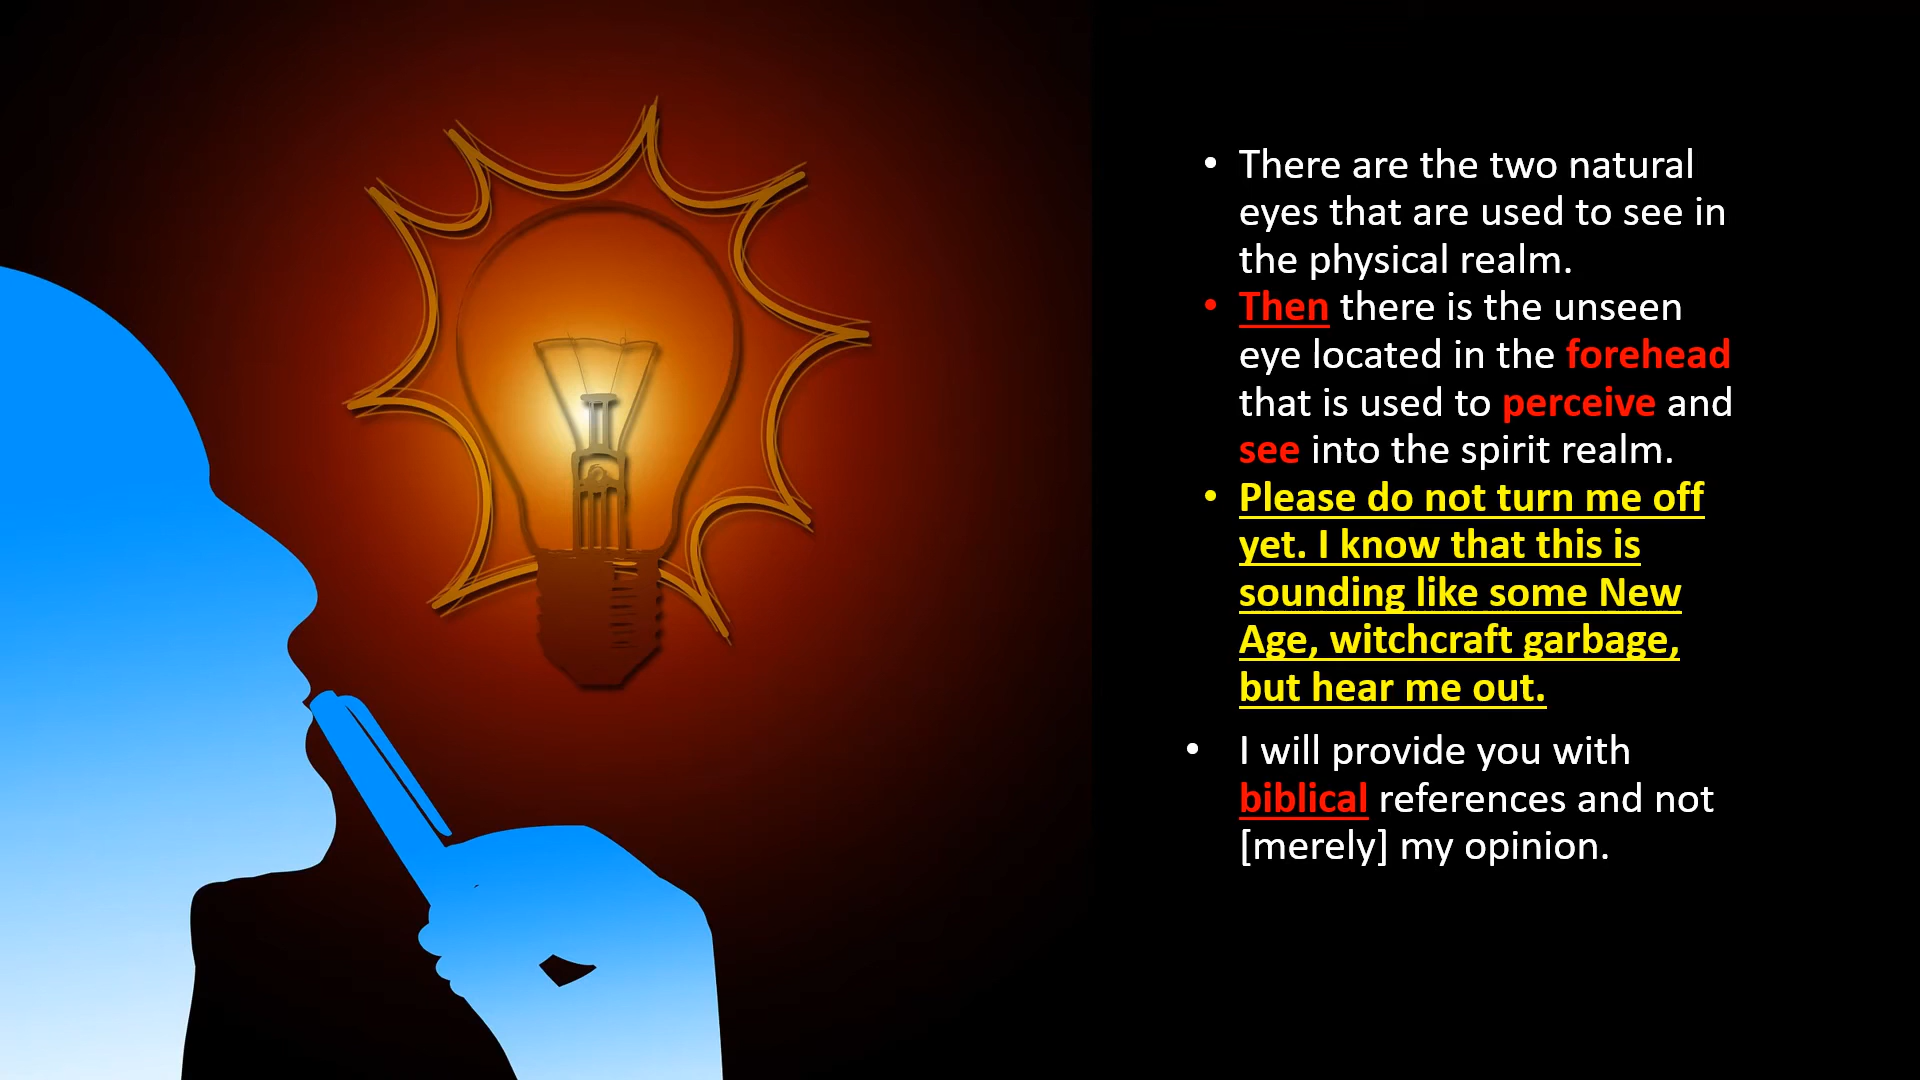 • There are the two natural
eyes that are used to see in
the physical realm.
• Then there is the unseen
eye located in the forehead
that is used to perceive and
see into the spirit realm.
• Please do not turn me off
yet. I know that this is
sounding like some New
Age, witchcraft garbage,
but hear me out.
• I will provide you with
biblical references and not
[merely] my opinion.